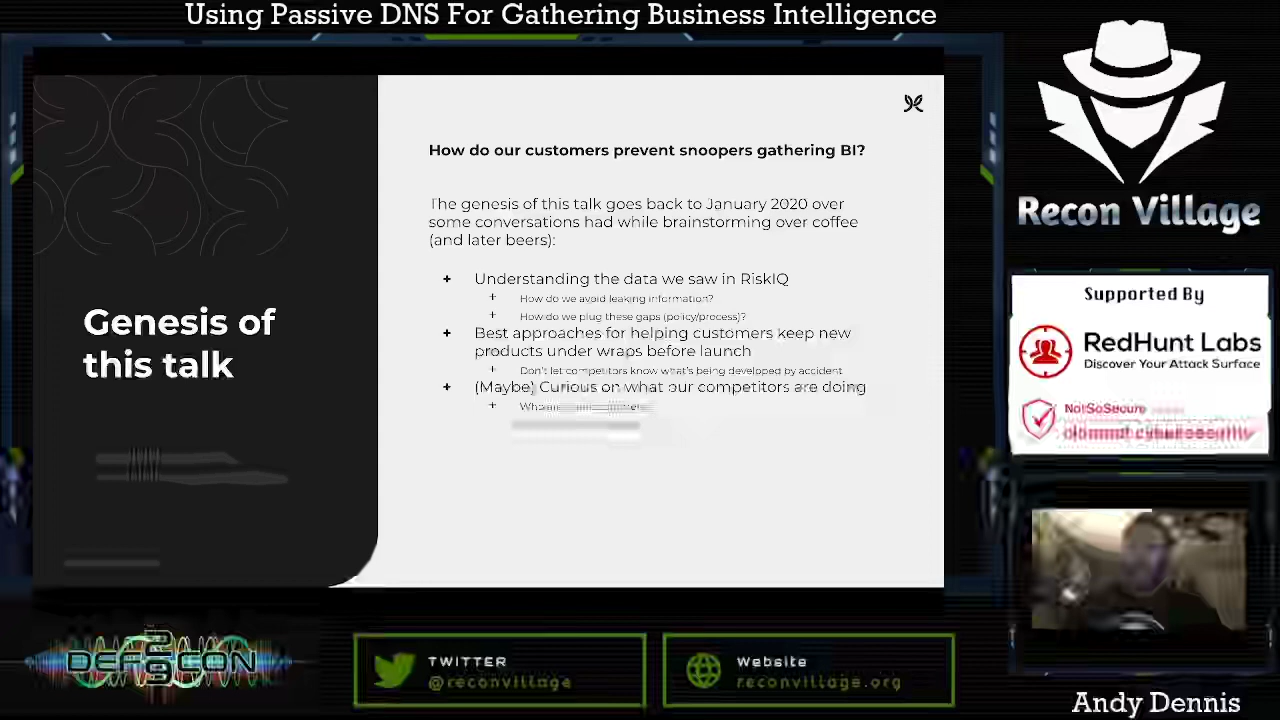 Using Passive DNS For Gathering Business Intelligence
Genesis of
this talk
How do our customers prevent snoopers gathering BI?
The genesis of this talk goes back to January 2020 over
some conversations had while brainstorming over coffee
(and later beers):
+ Understanding the data we saw in RiskIQ
+ How do we avoid leaking information?
+ How do we plug these gaps (policy/process)?
+ Best approaches for helping customers keep new
products under wraps before launch
+ Don't let competitors know what's being developed by accident
+ (Maybe) Curious on what our competitors are doing
+
Recon Village
Supported By
RedHunt Labs
Discover Your Attack Surface
NotSoSecure
DEFCON
TWITTER
@reconvillage
Website
reconvillage.org
Andy Dennis